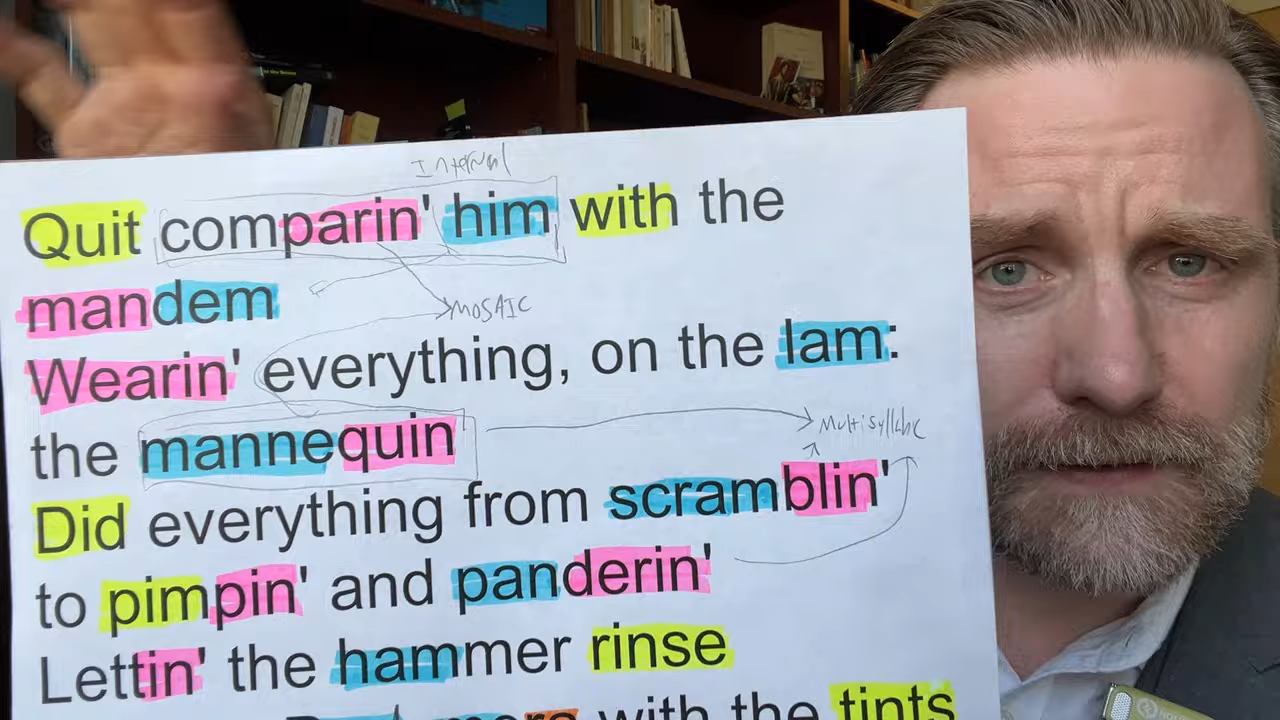 Internal
Quit comparin' him with the
mandem
MOSAIC
Wearin' everything, on the lam:
the mannequin
Multisyllabic
Did everything from scramblin'
to pimpin' and panderin'
Lettin' the hammer rinse
with the tints